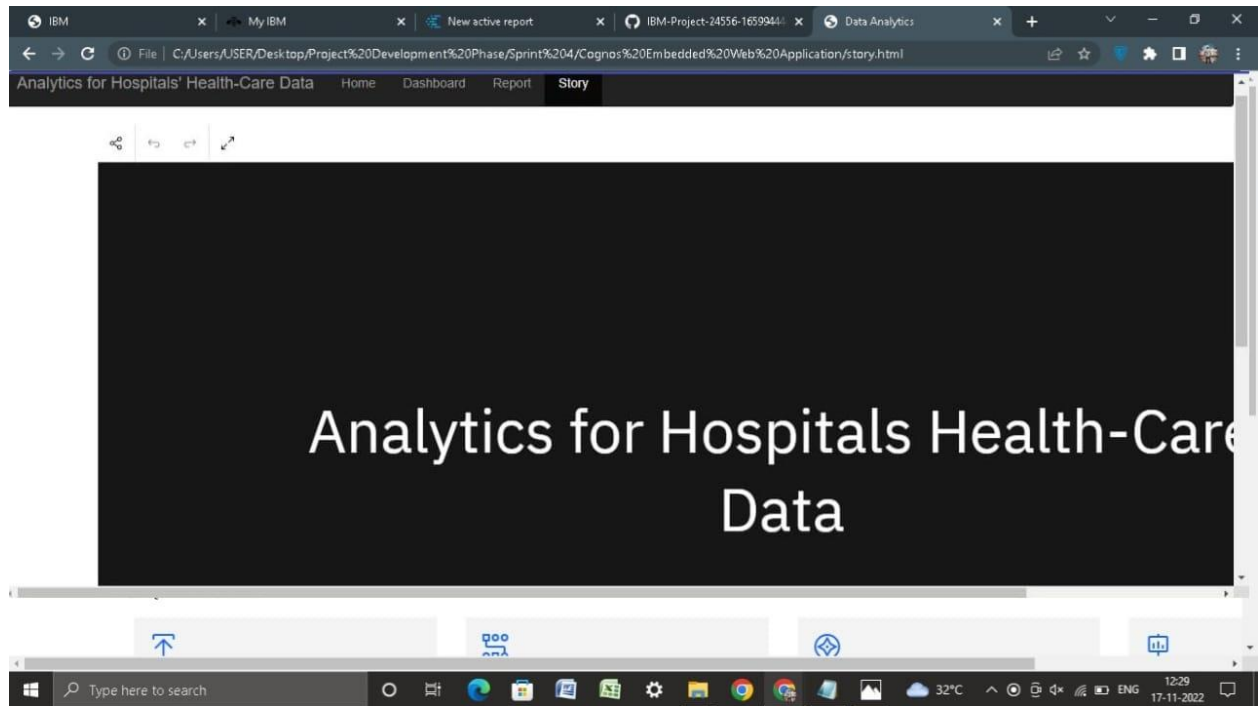 IBM
My IBM
New active report
IBM-Project-24556-16599444
Data Analytics
File | C:/Users/USER/Desktop/Project%20Development%20Phase/Sprint%204/Cognos%20Embedded%20Web%20Application/story.html
Analytics for Hospitals' Health-Care Data Home Dashboard Report Story
Analytics for Hospitals Health-Care
Data
Type here to search
32°C
ENG
12:29
17-11-2022